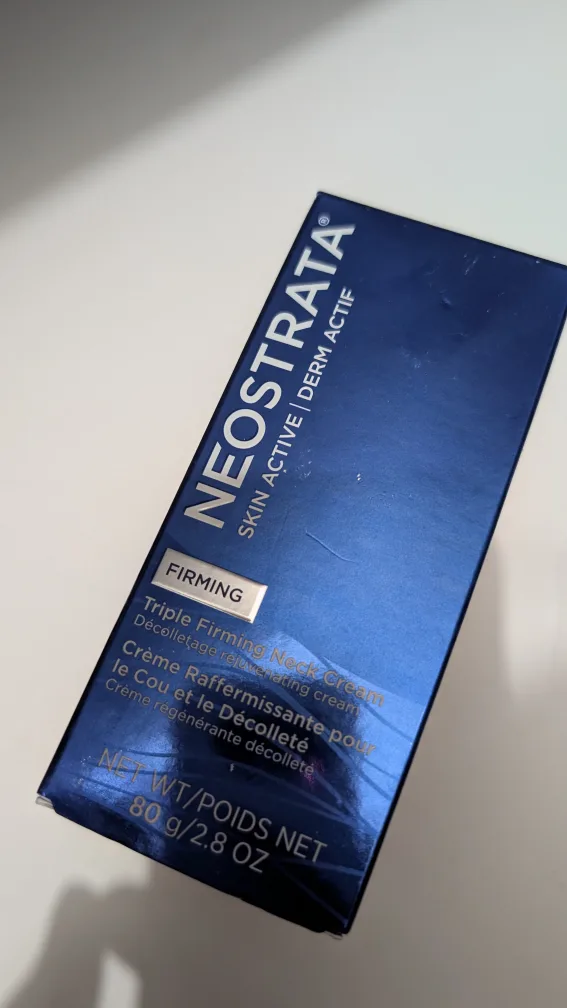 NEOSTRATA®
SKIN ACTIVE | DERM ACTIF
FIRMING
Triple Firming Neck Cream
Décolletage rejuvenating cream
Crème Raffermissante pour
le Cou et le Décolleté
Crème régénérante décolleté
NET WT/POIDS NET
80 g/2.8 OZ